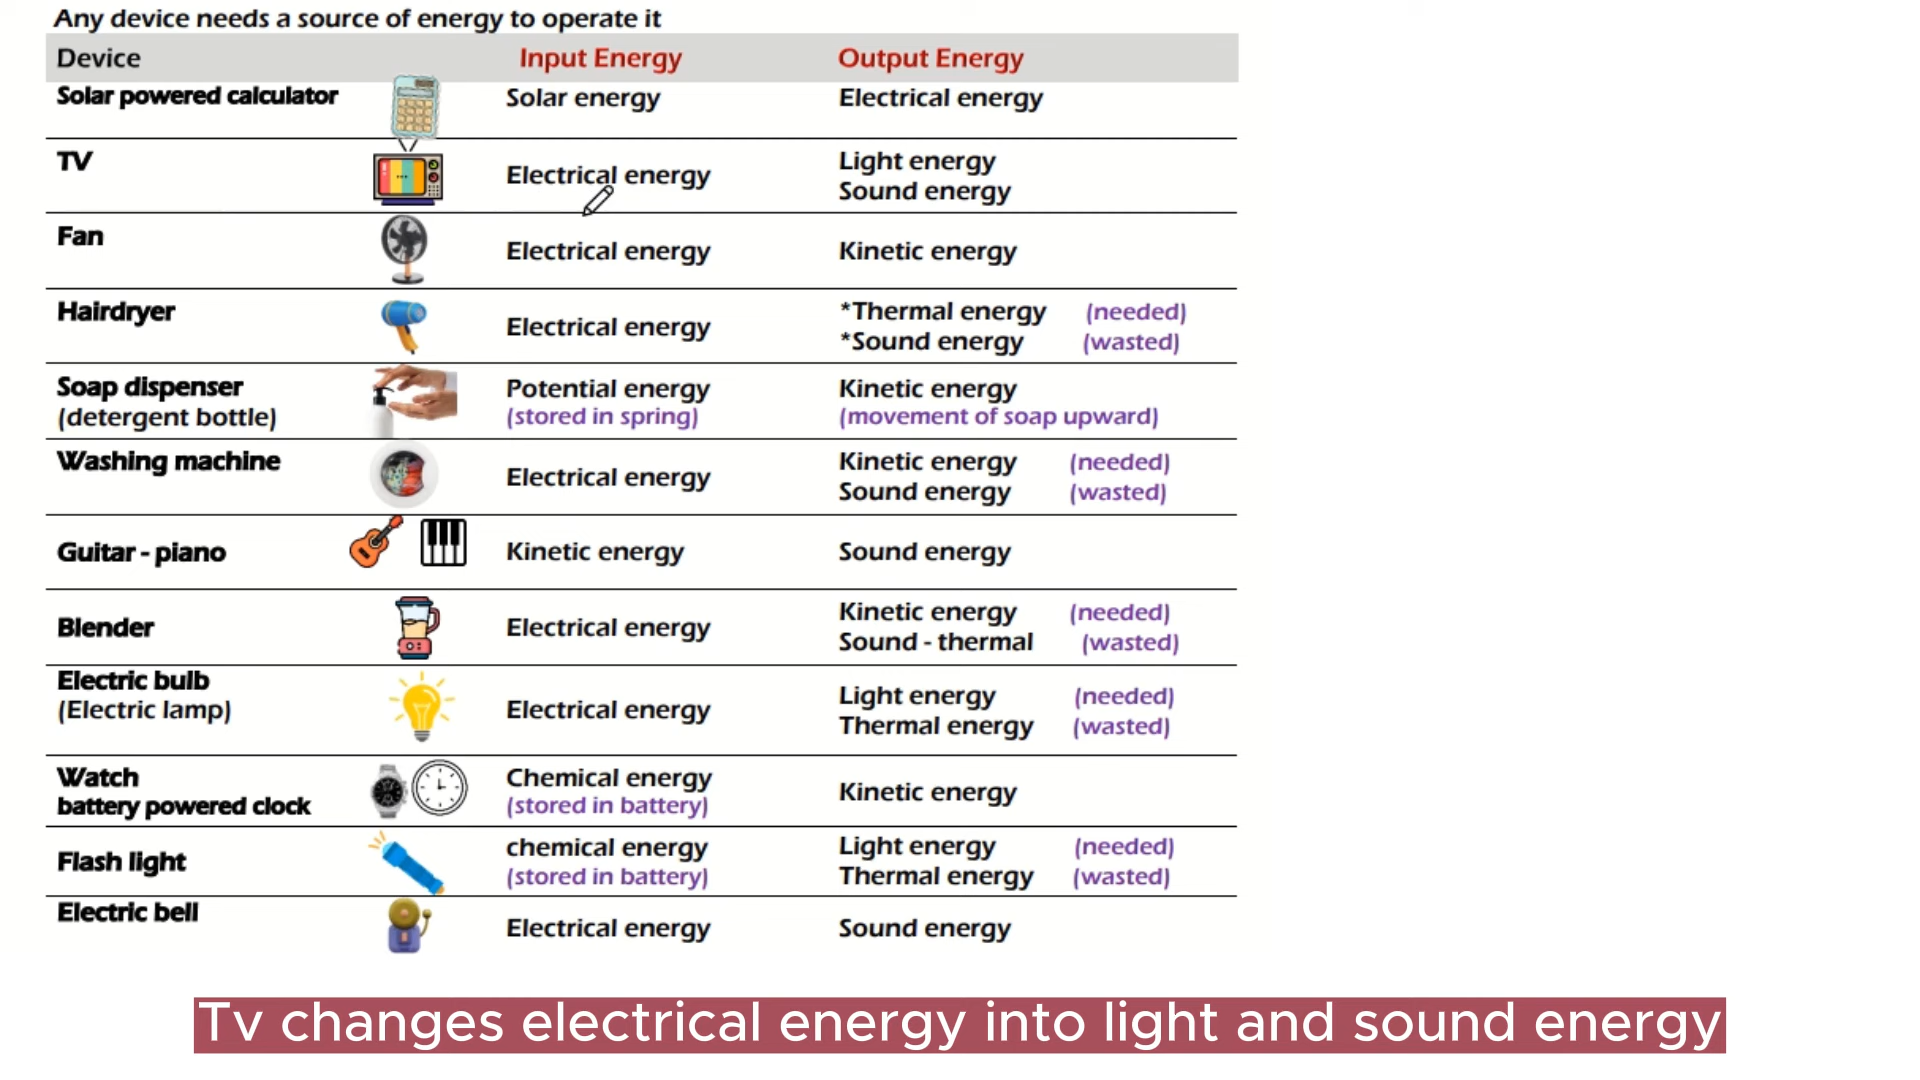 Any device needs a source of energy to operate it
Device Input Energy Output Energy
Solar powered calculator Solar energy Electrical energy
TV Electrical energy Light energy
Sound energy
Fan Electrical energy Kinetic energy
Hairdryer Electrical energy *Thermal energy (needed)
*Sound energy (wasted)
Soap dispenser Potential energy Kinetic energy
(detergent bottle) (stored in spring) (movement of soap upward)
Washing machine Electrical energy Kinetic energy (needed)
Sound energy (wasted)
Guitar - piano Kinetic energy Sound energy
Blender Electrical energy Kinetic energy (needed)
Sound - thermal (wasted)
Electric bulb Electrical energy Light energy (needed)
(Electric lamp) Thermal energy (wasted)
Watch Chemical energy Kinetic energy
battery powered clock (stored in battery)
Flash light chemical energy Light energy (needed)
(stored in battery) Thermal energy (wasted)
Electric bell Electrical energy Sound energy
Tv changes electrical energy into light and sound energy